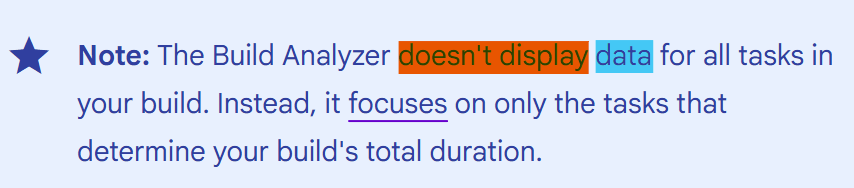 Note: The Build Analyzer doesn't display data for all tasks in
your build. Instead, it focuses on only the tasks that
determine your build's total duration.